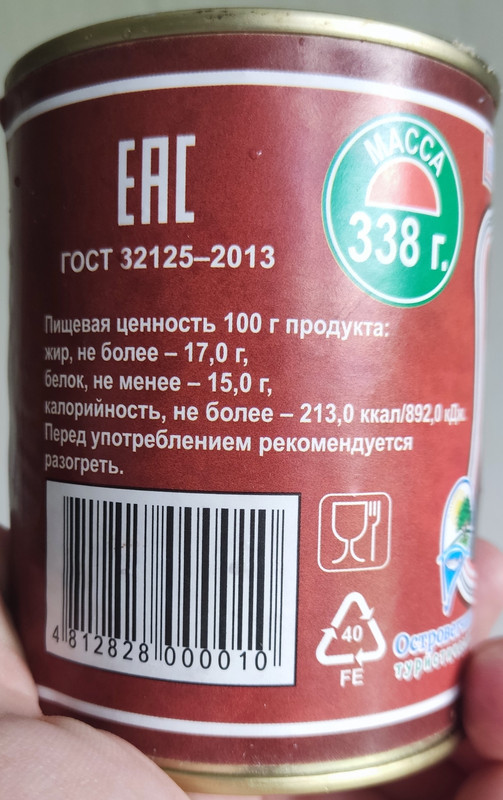 ЕАС
МАССА
338 г.
ГОСТ 32125–2013
Пищевая ценность 100 г продукта:
жир, не более – 17,0 г,
белок, не менее – 15,0 г,
калорийность, не более – 213,0 ккал/892,0 кДж.
Перед употреблением рекомендуется
разогреть.
4 812828 000010
40
FE